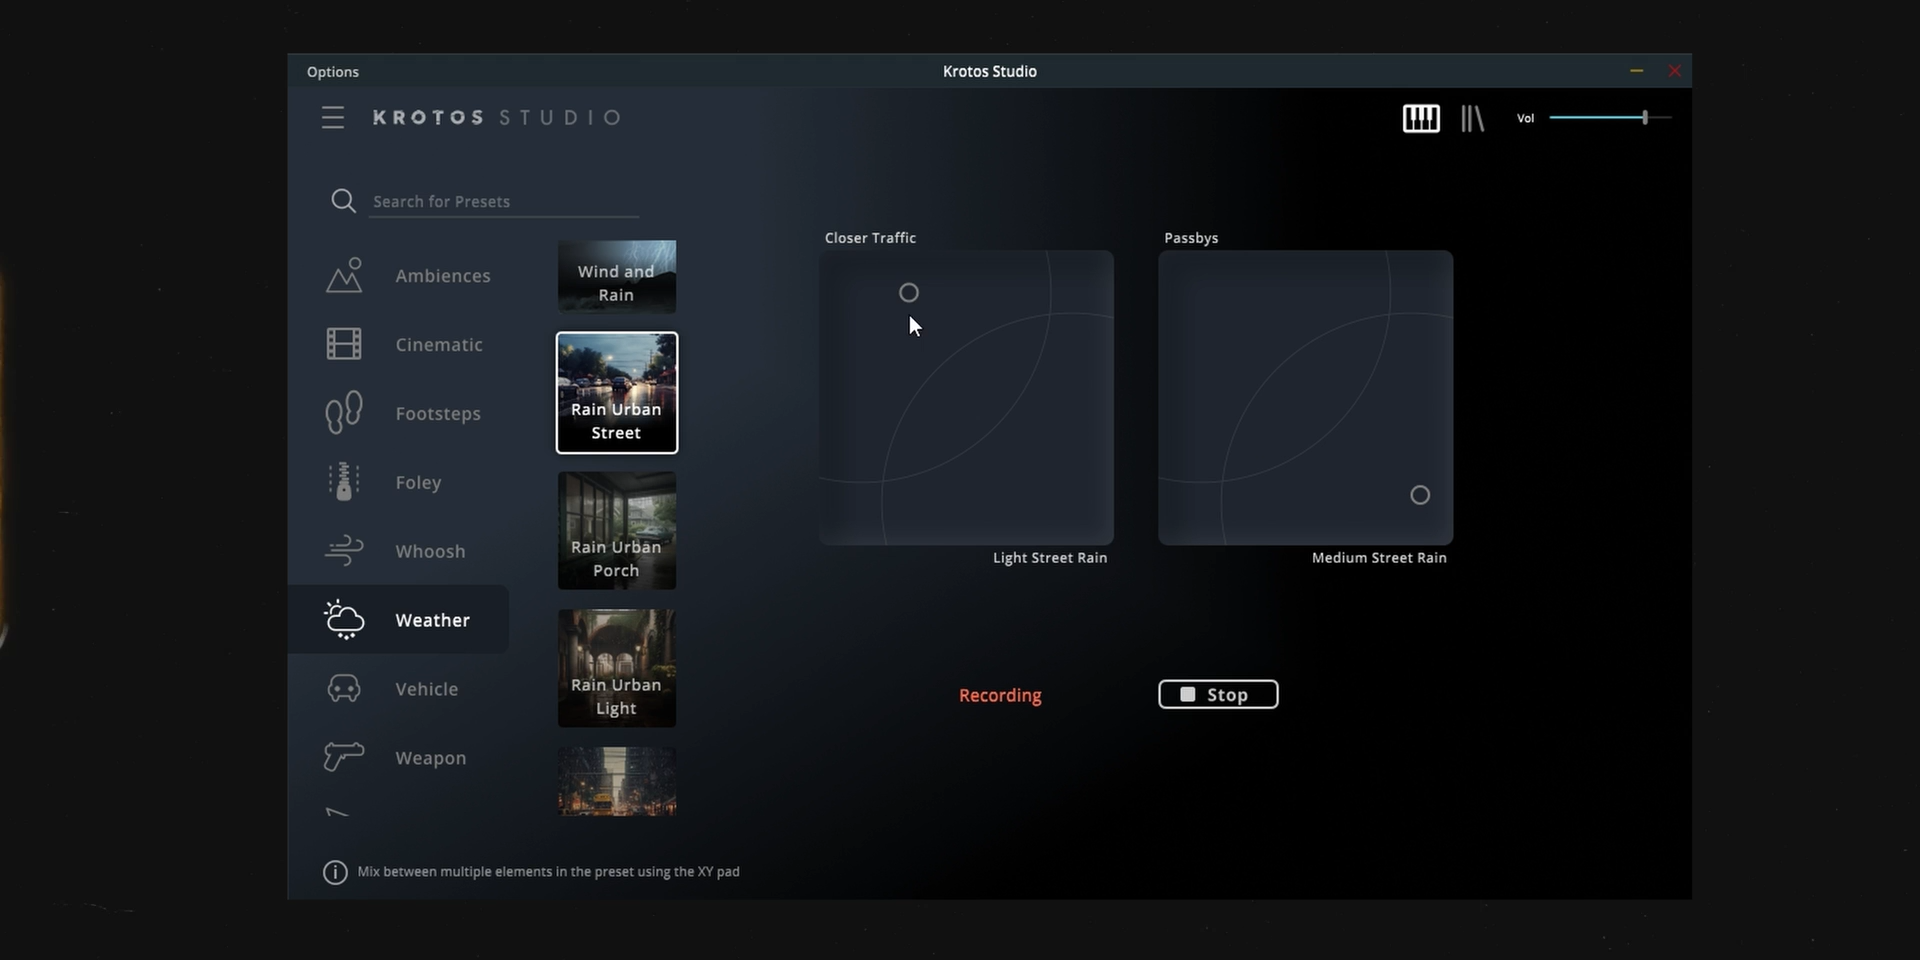 Options
Krotos Studio
KROTOS STUDIO
Vol
Search for Presets
Ambiences
Cinematic
Footsteps
Foley
Whoosh
Weather
Vehicle
Weapon
Wind and
Rain
Rain Urban
Street
Rain Urban
Porch
Rain Urban
Light
Closer Traffic
Light Street Rain
Passbys
Medium Street Rain
Recording
Stop
Mix between multiple elements in the preset using the XY pad